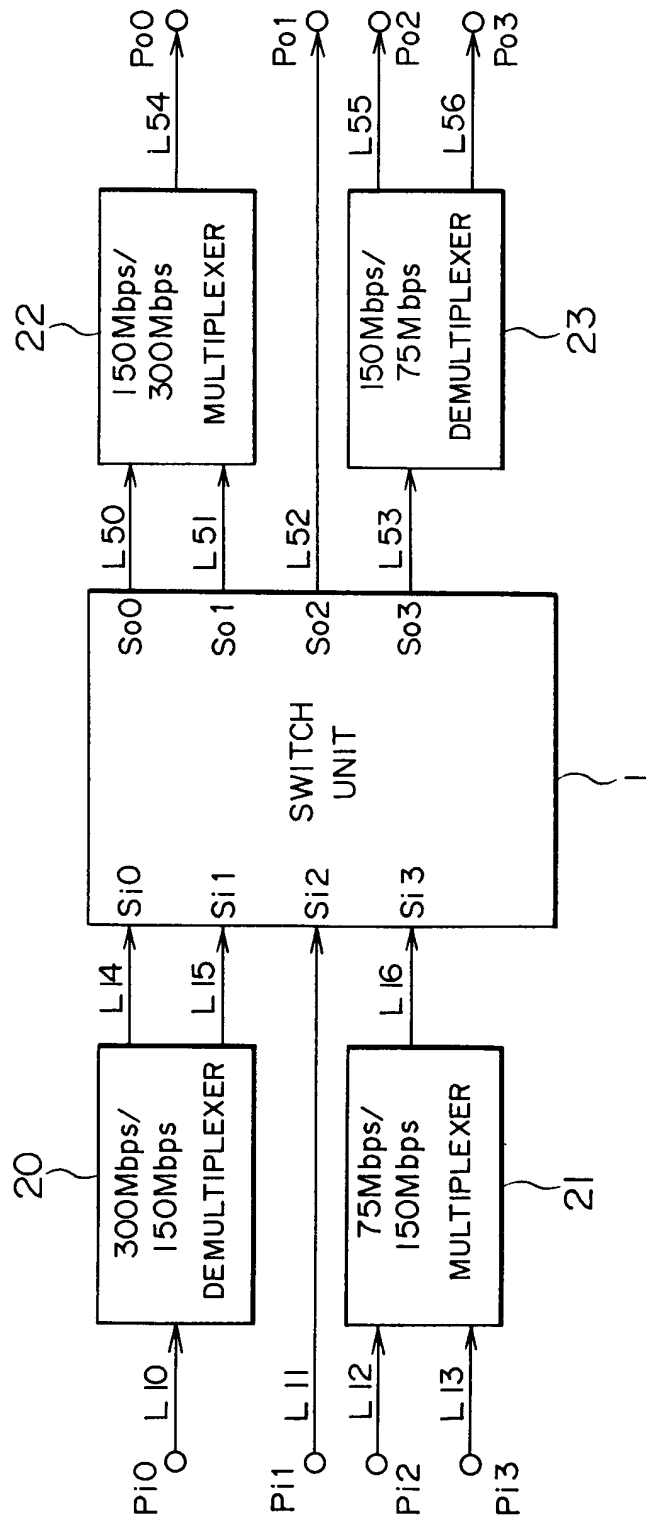 Pi0
L10
20
300Mbps/
150Mbps
DEMULTIPLEXER
L14
L15
Pi1
L11
Pi2
L12
Pi3
L13
75Mbps/
150Mbps
MULTIPLEXER
21
L16
Si0
Si1
Si2
Si3
SWITCH
UNIT
1
So0
So1
So2
So3
L50
L51
L52
L53
22
150Mbps/
300Mbps
MULTIPLEXER
L54
Po0
Po1
150Mbps/
75Mbps
DEMULTIPLEXER
23
L55
Po2
L56
Po3